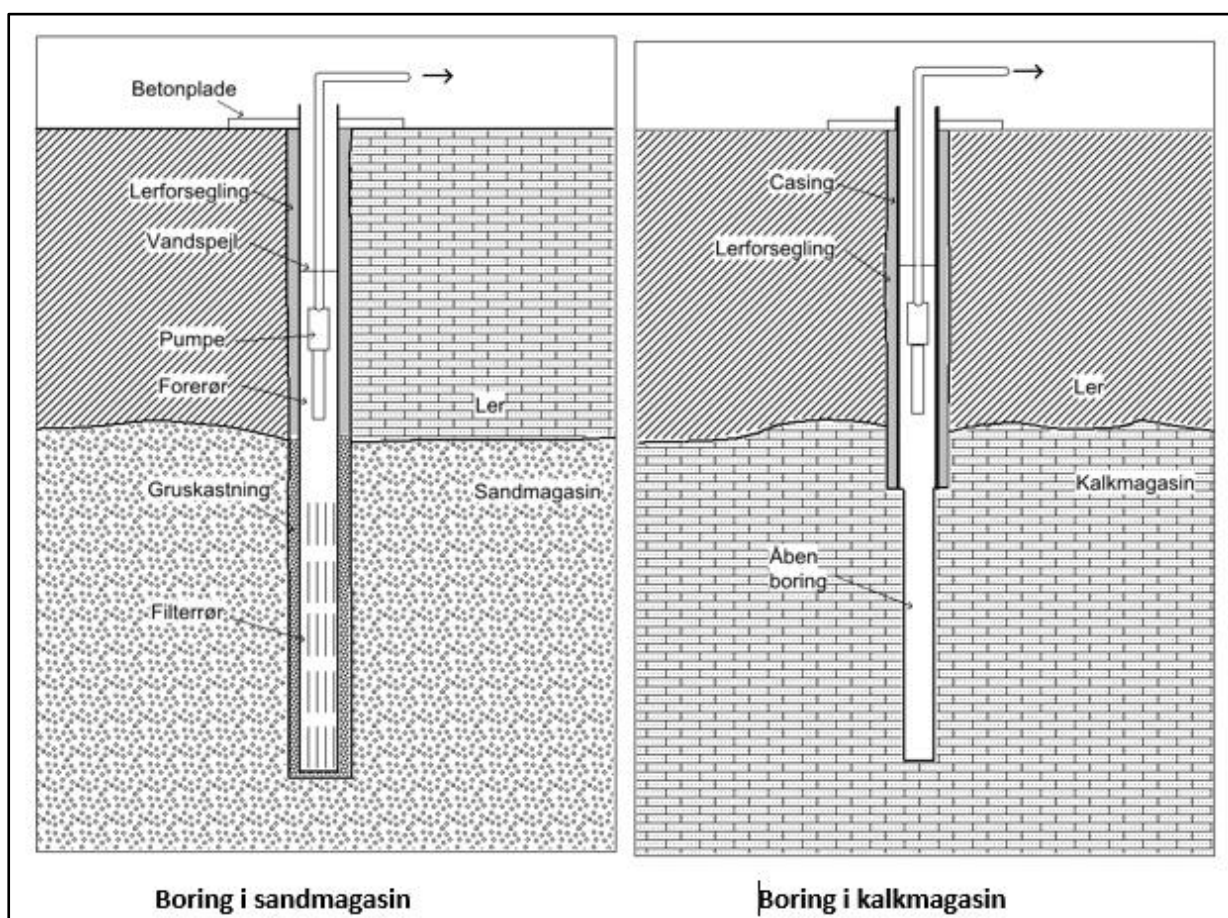 Betonplade
Lerforsegling
Vandspejl
Pumpe
Forerør
Ler
Gruskastning
Sandmagasin
Filterrør
Boring i sandmagasin
Casing
Lerforsegling
Ler
Kalkmagasin
Åben
boring
Boring i kalkmagasin